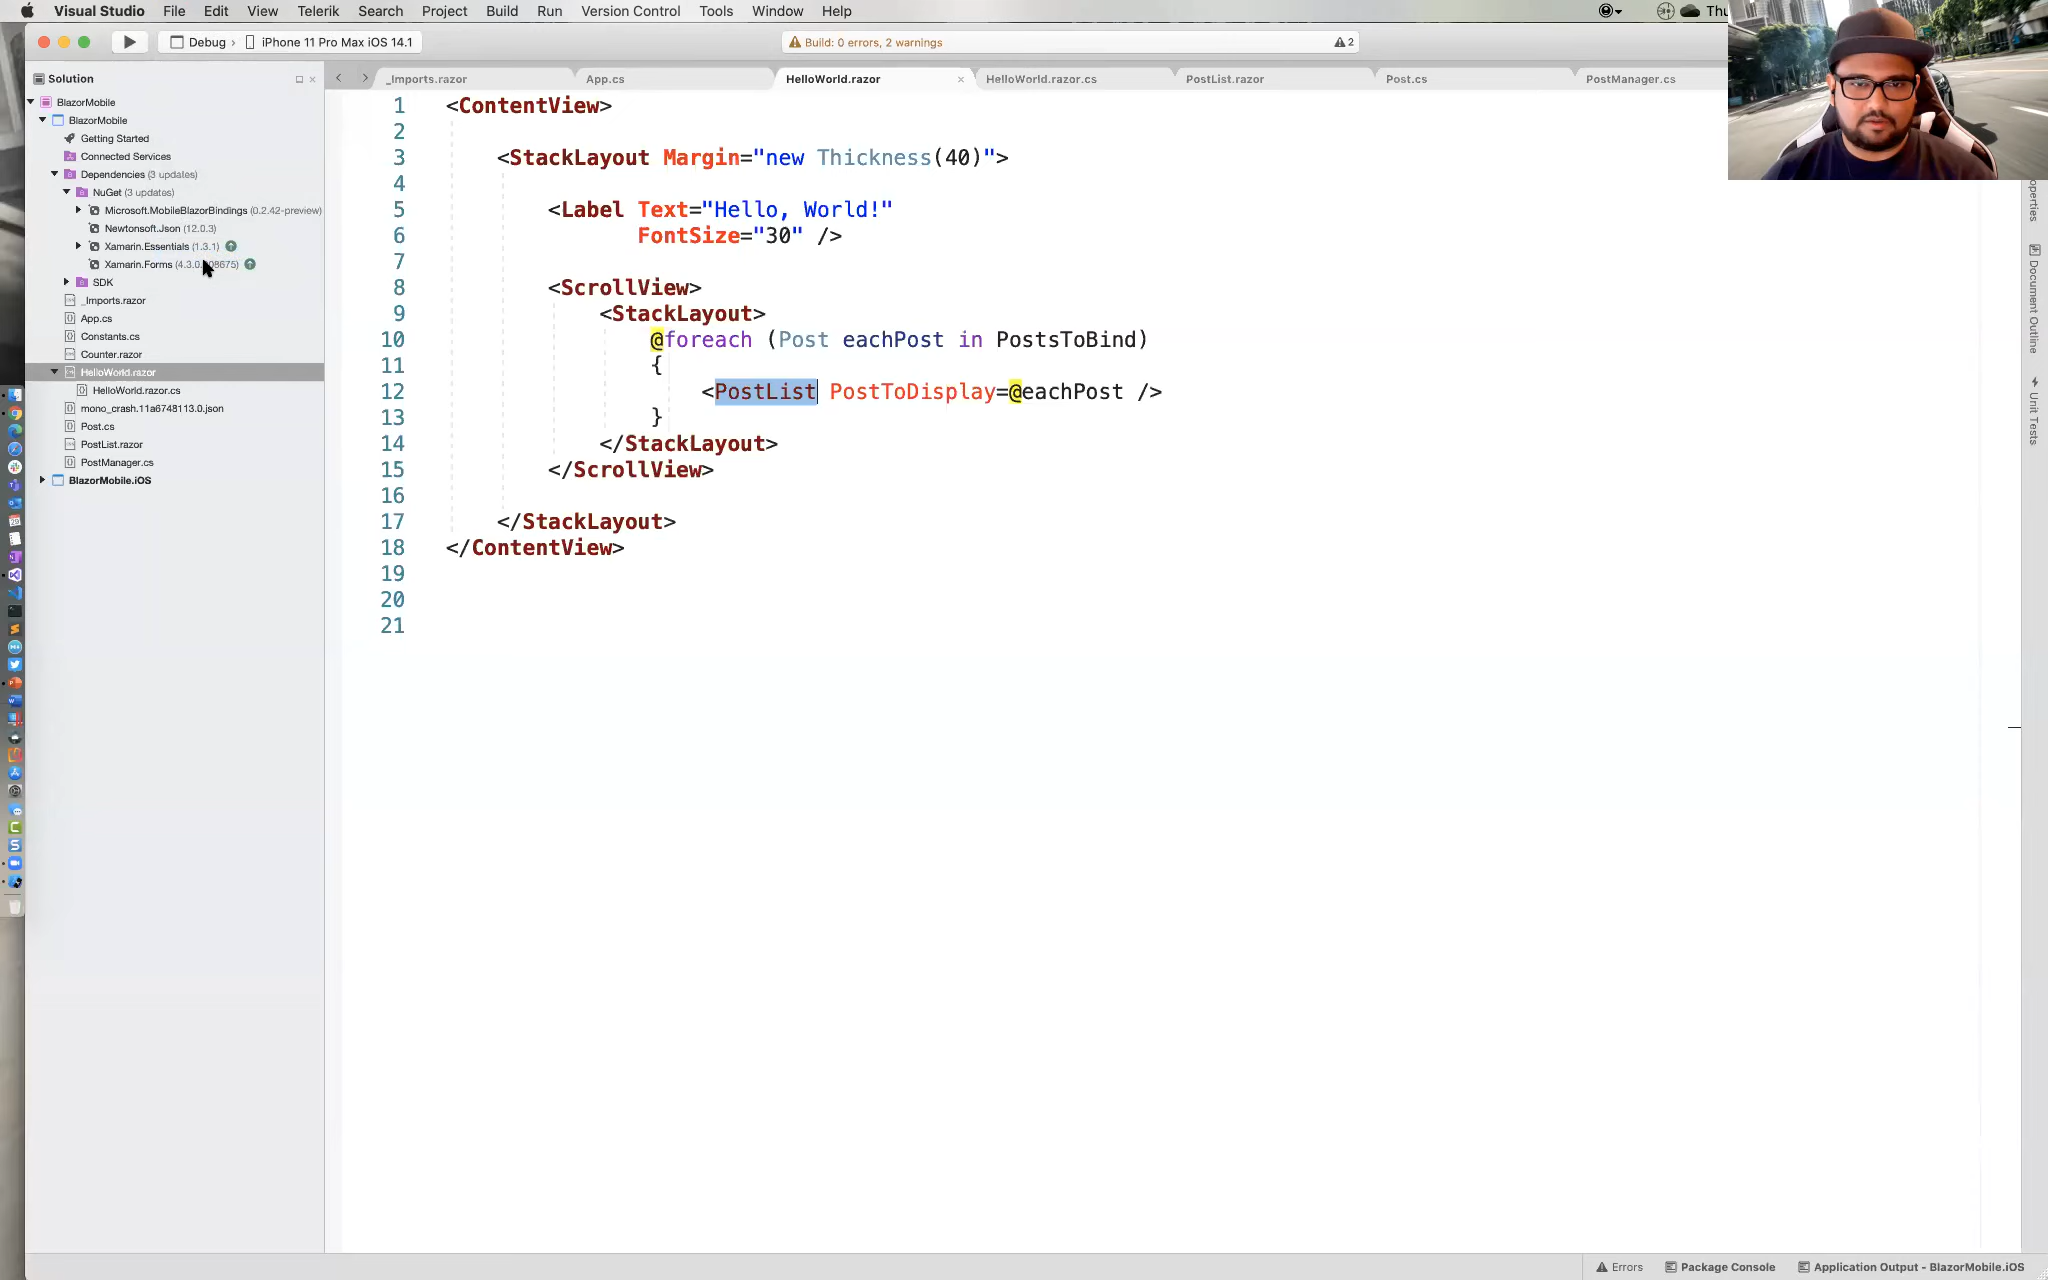 Visual Studio File Edit View Telerik Search Project Build Run Version Control Tools Window Help Thu
Debug › iPhone 11 Pro Max iOS 14.1
Build: 0 errors, 2 warnings 2
Solution
_Imports.razor App.cs HelloWorld.razor HelloWorld.razor.cs PostList.razor Post.cs PostManager.cs
BlazorMobile
BlazorMobile
Getting Started
Connected Services
Dependencies (3 updates)
NuGet (3 updates)
Microsoft.MobileBlazorBindings (0.2.42-preview)
Newtonsoft.Json (12.0.3)
Xamarin.Essentials (1.3.1)
Xamarin.Forms
SDK
_Imports.razor
App.cs
Constants.cs
Counter.razor
HelloWorld.razor
HelloWorld.razor.cs
mono_crash.11a6748113.0.json
Post.cs
PostList.razor
PostManager.cs
BlazorMobile.iOS
1 <ContentView>
2
3 <StackLayout Margin="new Thickness(40)">
4
5 <Label Text="Hello, World!"
6 FontSize="30" />
7
8 <ScrollView>
9 <StackLayout>
10 @foreach (Post eachPost in PostsToBind)
11 {
12 <PostList PostToDisplay=@eachPost />
13 }
14 </StackLayout>
15 </ScrollView>
16
17 </StackLayout>
18 </ContentView>
19
20
21
Document Outline
Unit Tests
Errors Package Console Application Output - BlazorMobile.iOS